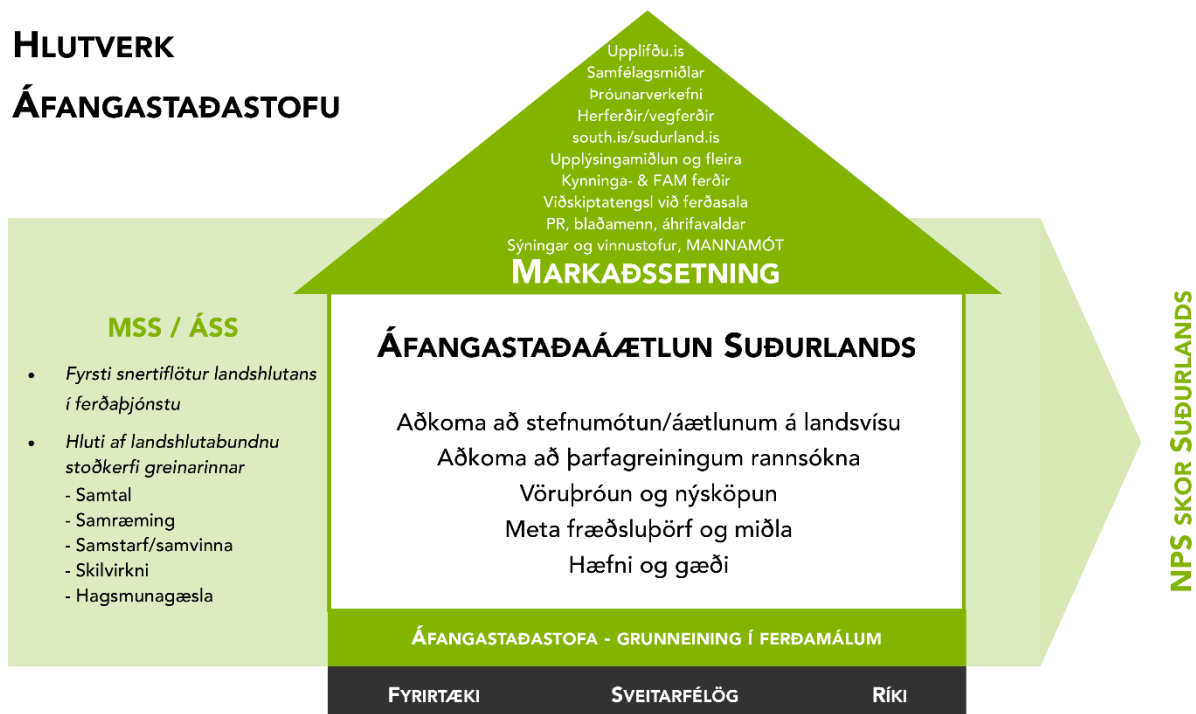 HLUTVERK
ÁFANGASTAÐASTOFU
Upplifðu.is
Samfélagsmiðlar
Þróunarverkefni
Herferðir/vegferðir
south.is/sudurland.is
Upplýsingamiðlun og fleira
Kynninga- & FAM ferðir
Viðskiptatengsl við ferðasala
PR, blaðamenn, áhrifavaldar
Sýningar og vinnustofur, MANNAMÓT
MARKAÐSSETNING
MSS / ÁSS
• Fyrsti snertiflötur landshlutans
í ferðaþjónstu
• Hluti af landshlutabundnu
stoðkerfi greinarinnar
- Samtal
- Samræming
- Samstarf/samvinna
- Skilvirkni
- Hagsmunagæsla
ÁFANGASTAÐAÁÆTLUN SUÐURLANDS
Aðkoma að stefnumótun/áætlunum á landsvísu
Aðkoma að þarfagreiningum rannsókna
Vöruþróun og nýsköpun
Meta fræðsluþörf og miðla
Hæfni og gæði
ÁFANGASTAÐASTOFA - GRUNNEINING Í FERÐAMÁLUM
FYRIRTÆKI SVEITARFÉLÖG RÍKI
NPS SKOR SUÐURLANDS